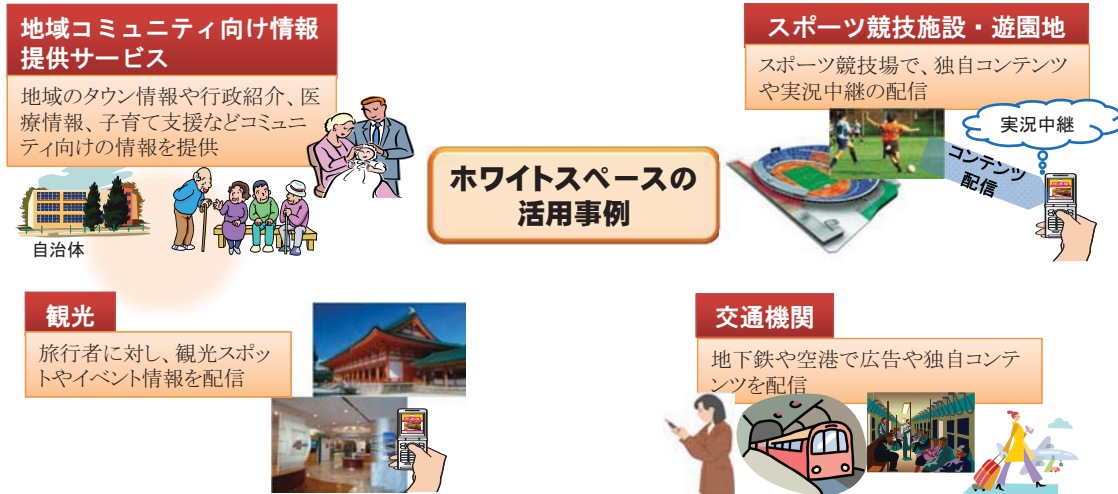 地域コミュニティ向け情報
提供サービス
地域のタウン情報や行政紹介、医
療情報、子育て支援などコミュニ
ティ向けの情報を提供
自治体
ホワイトスペースの
活用事例
スポーツ競技施設・遊園地
スポーツ競技場で、独自コンテンツ
や実況中継の配信
実況中継
コンテンツ
配信
観光
旅行者に対し、観光スポッ
トやイベント情報を配信
交通機関
地下鉄や空港で広告や独自コンテ
ンツを配信